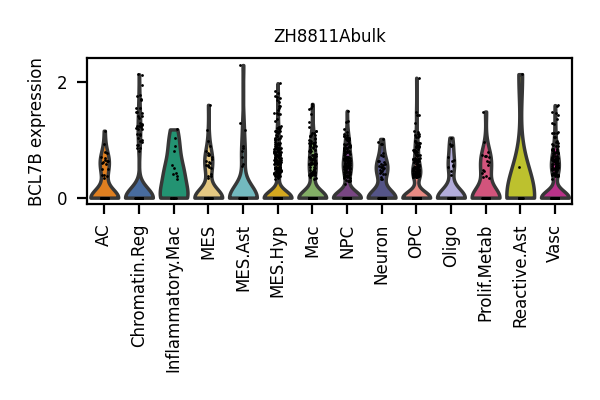 ZH8811Abulk
BCL7B expression
2
0
AC
Chromatin.Reg
Inflammatory.Mac
MES
MES.Ast
MES.Hyp
Mac
NPC
Neuron
OPC
Oligo
Prolif.Metab
Reactive.Ast
Vasc